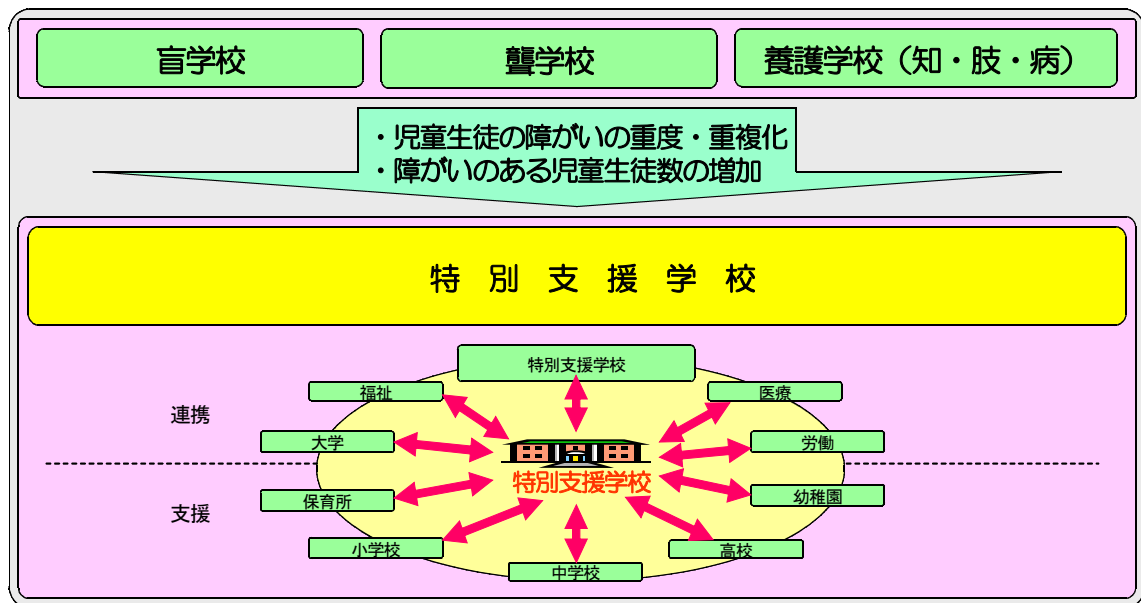 盲学校
聾学校
養護学校（知・肢・病）
・児童生徒の障がいの重度・重複化
・障がいのある児童生徒数の増加
特別支援学校
特別支援学校
福祉
医療
連携
大学
労働
特別支援学校
保育所
幼稚園
支援
小学校
高校
中学校